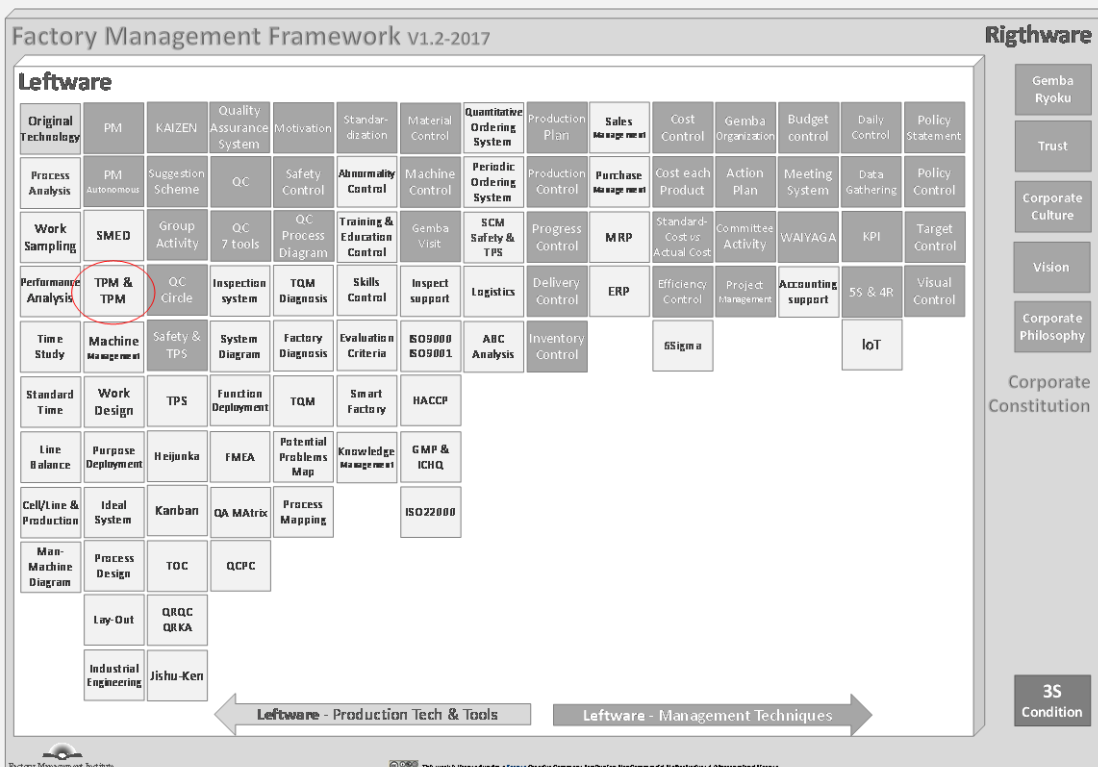 Factory Management Framework V1.2-2017
Rigthware
Leftware
Original
Technology
PM
KAIZEN
Quality
Assurance
System
Motivation
Standar-
dization
Material
Control
Quantitative
Ordering
System
Production
Plan
Sales
Management
Cost
Control
Gemba
Organization
Budget
control
Daily
Control
Policy
Statement
Process
Analysis
PM
Autonomous
Suggestion
Scheme
QC
Safety
Control
Abnormality
Control
Machine
Control
Periodic
Ordering
System
Production
Control
Purchase
Management
Cost each
Product
Action
Plan
Meeting
System
Data
Gathering
Policy
Control
Work
Sampling
SMED
Group
Activity
QC
7 tools
QC
Process
Diagram
Training &
Education
Control
Gemba
Visit
SCM
Safety &
TPS
Progress
Control
MRP
Standard-
Cost vs
Actual Cost
Committee
Activity
WAIYAGA
KPI
Target
Control
Performance
Analysis
TPM &
TPM
QC
Circle
Inspection
system
TQM
Diagnosis
Skills
Control
Inspect
support
Logistics
Delivery
Control
ERP
Efficiency
Control
Project
Management
Accounting
support
5S & 4R
Visual
Control
Time
Study
Machine
Management
Safety &
TPS
System
Diagram
Factory
Diagnosis
Evaluation
Criteria
ISO9000
ISO9001
ABC
Analysis
Inventory
Control
6Sigma
IoT
Standard
Time
Work
Design
TPS
Function
Deployment
TQM
Smart
Factory
HACCP
Line
Balance
Purpose
Deployment
Heijunka
FMEA
Potential
Problems
Map
Knowledge
Management
GMP &
ICHQ
Cell/Line &
Production
Ideal
System
Kanban
QA MAtrix
Process
Mapping
ISO22000
Man-
Machine
Diagram
Process
Design
TOC
QCPC
Lay-Out
QRQC
QRKA
Industrial
Engineering
Jishu-Ken
Leftware - Production Tech & Tools
Leftware - Management Techniques
Gemba
Ryoku
Trust
Corporate
Culture
Vision
Corporate
Philosophy
Corporate
Constitution
3S
Condition
Factory Management Institute